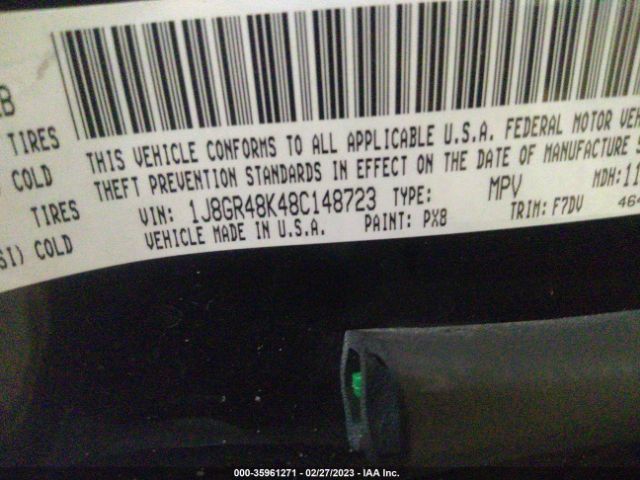 B
TIRES
COLD
TIRES
SI) COLD
THIS VEHICLE CONFORMS TO ALL APPLICABLE U.S.A. FEDERAL MOTOR VEH
THEFT PREVENTION STANDARDS IN EFFECT ON THE DATE OF MANUFACTURE S
VIN: 1J8GR48K48C148723 TYPE: MPV MDH: 11
VEHICLE MADE IN U.S.A. PAINT: PX8 TRIM: F7DV 464
000-35961271 - 02/27/2023 - IAA Inc.